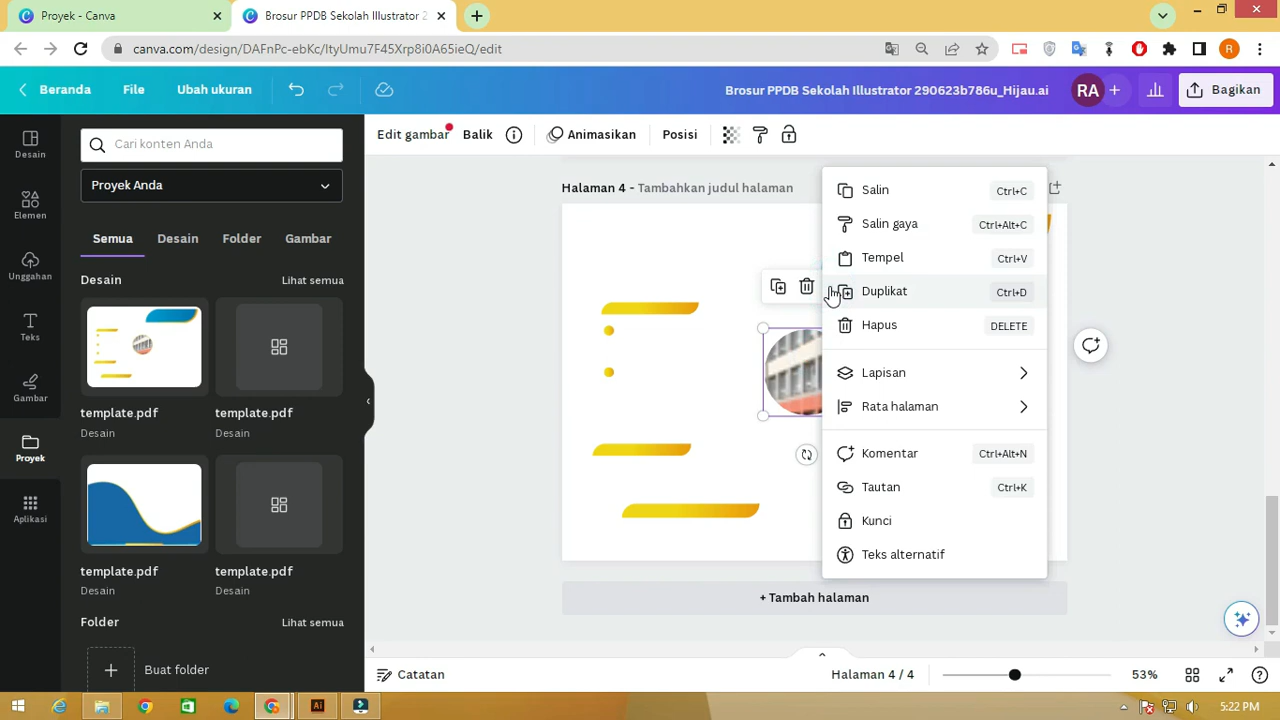 Proyek - Canva
Brosur PPDB Sekolah Illustrator 2
canva.com/design/DAFnPc-ebKc/ItyUmu7F45Xrp8i0A65ieQ/edit
R
Beranda
File
Ubah ukuran
Brosur PPDB Sekolah Illustrator 290623b786u_Hijau.ai
RA
Bagikan
Desain
Elemen
Unggahan
Teks
Gambar
Proyek
Aplikasi
Cari konten Anda
Proyek Anda
Semua
Desain
Folder
Gambar
Desain
Lihat semua
template.pdf
Desain
template.pdf
Desain
template.pdf
Desain
template.pdf
Desain
Folder
Lihat semua
Buat folder
Edit gambar
Balik
Animasikan
Posisi
Halaman 4 - Tambahkan judul halaman
Salin Ctrl+C
Salin gaya Ctrl+Alt+C
Tempel Ctrl+V
Duplikat Ctrl+D
Hapus DELETE
Lapisan
Rata halaman
Komentar Ctrl+Alt+N
Tautan Ctrl+K
Kunci
Teks alternatif
+ Tambah halaman
Catatan
Halaman 4 / 4
53%
Ai
5:22 PM